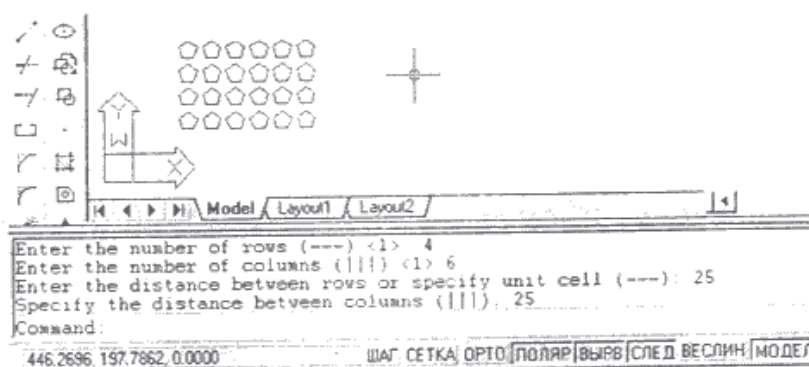 Y
W
X
Model Layout1 Layout2
Enter the number of rows (---) <1> 4
Enter the number of columns (|||) <1> 6
Enter the distance between rows or specify unit cell (---): 25
Specify the distance between columns (|||): 25
Command:
446.2696, 197.7862, 0.0000 ШАГ СЕТКА ОРТО ПОЛЯР ВЫРВ СЛЕД ВЕСЛИН МОДЕЛ